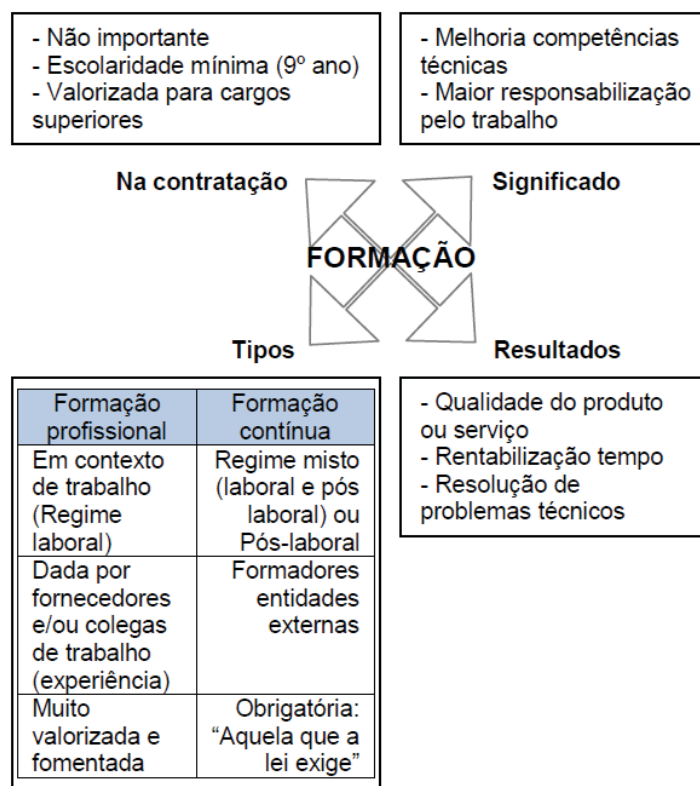 - Não importante
- Escolaridade mínima (9º ano)
- Valorizada para cargos
superiores
- Melhoria competências
técnicas
- Maior responsabilização
pelo trabalho
Na contratação
Significado
FORMAÇÃO
Tipos
Resultados
Formação
profissional
Formação
contínua
Em contexto
de trabalho
(Regime
laboral)
Regime misto
(laboral e pós
laboral) ou
Pós-laboral
Dada por
fornecedores
e/ou colegas
de trabalho
(experiência)
Formadores
entidades
externas
Muito
valorizada e
fomentada
Obrigatória:
“Aquela que a
lei exige”
- Qualidade do produto
ou serviço
- Rentabilização tempo
- Resolução de
problemas técnicos